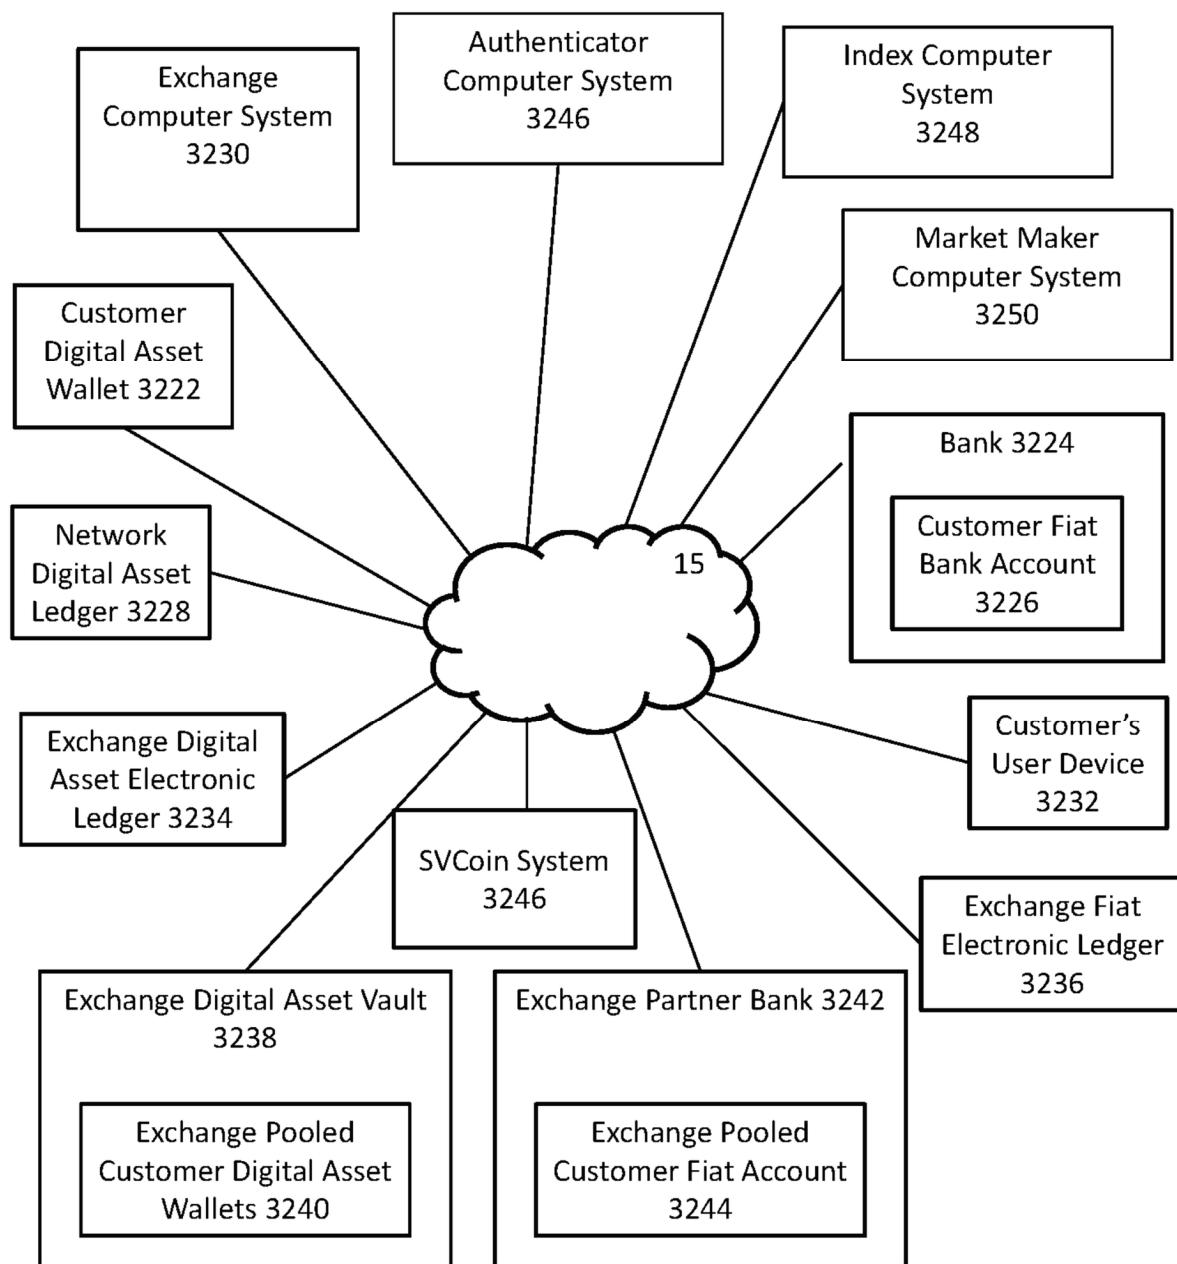 Authenticator
Computer System
3246
Exchange
Computer System
3230
Index Computer
System
3248
Market Maker
Computer System
3250
Customer
Digital Asset
Wallet 3222
Bank 3224
Customer Fiat
Bank Account
3226
Network
Digital Asset
Ledger 3228
15
Exchange Digital
Asset Electronic
Ledger 3234
Customer’s
User Device
3232
SVCoin System
3246
Exchange Fiat
Electronic Ledger
3236
Exchange Digital Asset Vault
3238
Exchange Pooled
Customer Digital Asset
Wallets 3240
Exchange Partner Bank 3242
Exchange Pooled
Customer Fiat Account
3244